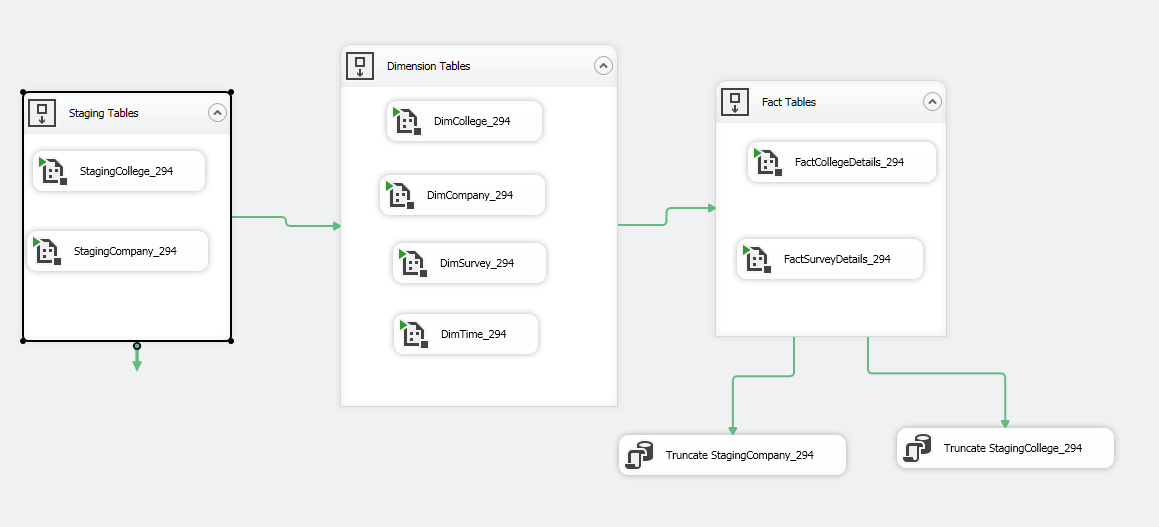 Staging Tables
StagingCollege_294
StagingCompany_294
Dimension Tables
DimCollege_294
DimCompany_294
DimSurvey_294
DimTime_294
Fact Tables
FactCollegeDetails_294
FactSurveyDetails_294
Truncate StagingCompany_294
Truncate StagingCollege_294